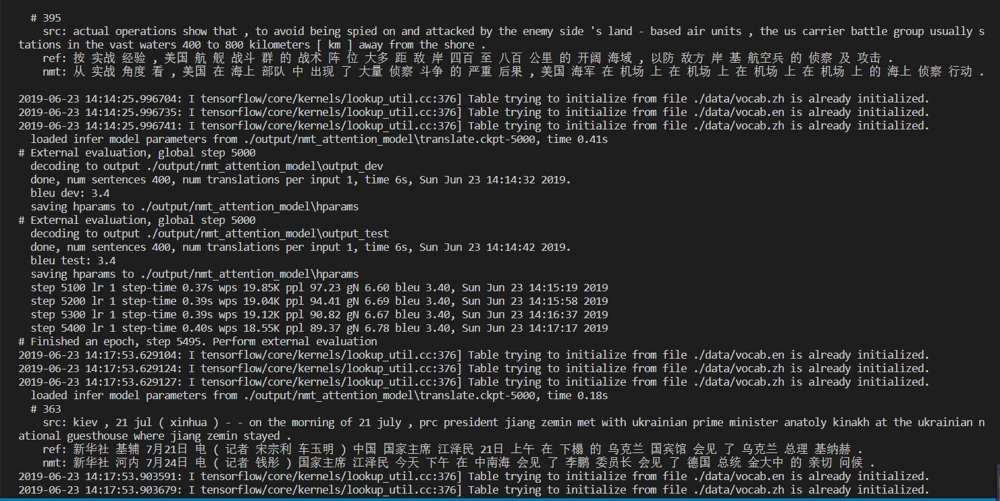 # 395
src: actual operations show that , to avoid being spied on and attacked by the enemy side 's land - based air units , the us carrier battle group usually s
tations in the vast waters 400 to 800 kilometers [ km ] away from the shore .
ref: 按 实战 经验 , 美国 航 舰 战斗 群 的 战术 阵 位 大多 距 敌 岸 四百 至 八百 公里 的 开阔 海域 , 以防 敌方 岸 基 航空兵 的 侦察 及 攻击 .
nmt: 从 实战 角度 看 , 美国 在 海上 部队 中 出现 了 大量 侦察 斗争 的 严重 后果 , 美国 海军 在 机场 上 在 机场 上 在 机场 上 在 机场 上 的 海上 侦察 行动 .
2019-06-23 14:14:25.996704: I tensorflow/core/kernels/lookup_util.cc:376] Table trying to initialize from file ./data/vocab.zh is already initialized.
2019-06-23 14:14:25.996735: I tensorflow/core/kernels/lookup_util.cc:376] Table trying to initialize from file ./data/vocab.en is already initialized.
2019-06-23 14:14:25.996741: I tensorflow/core/kernels/lookup_util.cc:376] Table trying to initialize from file ./data/vocab.zh is already initialized.
loaded infer model parameters from ./output/nmt_attention_model\translate.ckpt-5000, time 0.41s
# External evaluation, global step 5000
decoding to output ./output/nmt_attention_model\output_dev
done, num sentences 400, num translations per input 1, time 6s, Sun Jun 23 14:14:32 2019.
bleu dev: 3.4
saving hparams to ./output/nmt_attention_model\hparams
# External evaluation, global step 5000
decoding to output ./output/nmt_attention_model\output_test
done, num sentences 400, num translations per input 1, time 6s, Sun Jun 23 14:14:42 2019.
bleu test: 3.4
saving hparams to ./output/nmt_attention_model\hparams
step 5100 lr 1 step-time 0.37s wps 19.85K ppl 97.23 gN 6.60 bleu 3.40, Sun Jun 23 14:15:19 2019
step 5200 lr 1 step-time 0.39s wps 19.04K ppl 94.41 gN 6.69 bleu 3.40, Sun Jun 23 14:15:58 2019
step 5300 lr 1 step-time 0.39s wps 19.12K ppl 90.82 gN 6.67 bleu 3.40, Sun Jun 23 14:16:37 2019
step 5400 lr 1 step-time 0.40s wps 18.55K ppl 89.37 gN 6.78 bleu 3.40, Sun Jun 23 14:17:17 2019
# Finished an epoch, step 5495. Perform external evaluation
2019-06-23 14:17:53.629104: I tensorflow/core/kernels/lookup_util.cc:376] Table trying to initialize from file ./data/vocab.en is already initialized.
2019-06-23 14:17:53.629124: I tensorflow/core/kernels/lookup_util.cc:376] Table trying to initialize from file ./data/vocab.zh is already initialized.
2019-06-23 14:17:53.629127: I tensorflow/core/kernels/lookup_util.cc:376] Table trying to initialize from file ./data/vocab.zh is already initialized.
loaded infer model parameters from ./output/nmt_attention_model\translate.ckpt-5000, time 0.18s
# 363
src: kiev , 21 jul ( xinhua ) - - on the morning of 21 july , prc president jiang zemin met with ukrainian prime minister anatoly kinakh at the ukrainian n
ational guesthouse where jiang zemin stayed .
ref: 新华社 基辅 7月21日 电 ( 记者 宋宗利 车玉明 ) 中国 国家主席 江泽民 21日 上午 在 下榻 的 乌克兰 国宾馆 会见 了 乌克兰 总理 基纳赫 .
nmt: 新华社 河内 7月24日 电 ( 记者 钱彤 ) 国家主席 江泽民 今天 下午 在 中南海 会见 了 李鹏 委员长 会见 了 德国 总统 金大中 的 亲切 问候 .
2019-06-23 14:17:53.903591: I tensorflow/core/kernels/lookup_util.cc:376] Table trying to initialize from file ./data/vocab.en is already initialized.
2019-06-23 14:17:53.903679: I tensorflow/core/kernels/lookup_util.cc:376] Table trying to initialize from file ./data/vocab.zh is already initialized.